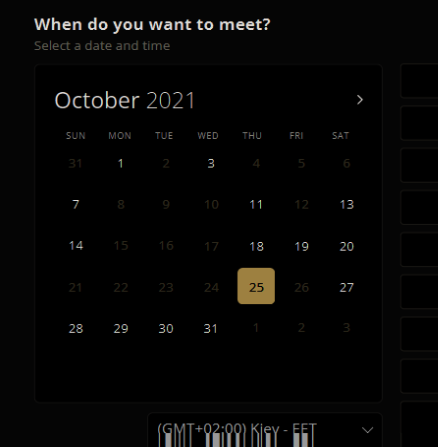 When do you want to meet?
Select a date and time
October 2021
SUN MON TUE WED THU FRI SAT
31 1 2 3 4 5 6
7 8 9 10 11 12 13
14 15 16 17 18 19 20
21 22 23 24 25 26 27
28 29 30 31 1 2 3
(GMT+02:00) Kiev - EET